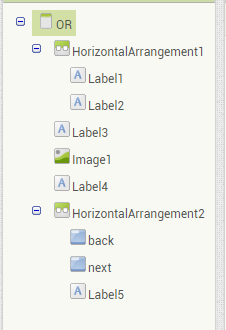 OR
HorizontalArrangement1
A Label1
A Label2
A Label3
Image1
A Label4
HorizontalArrangement2
back
next
A Label5